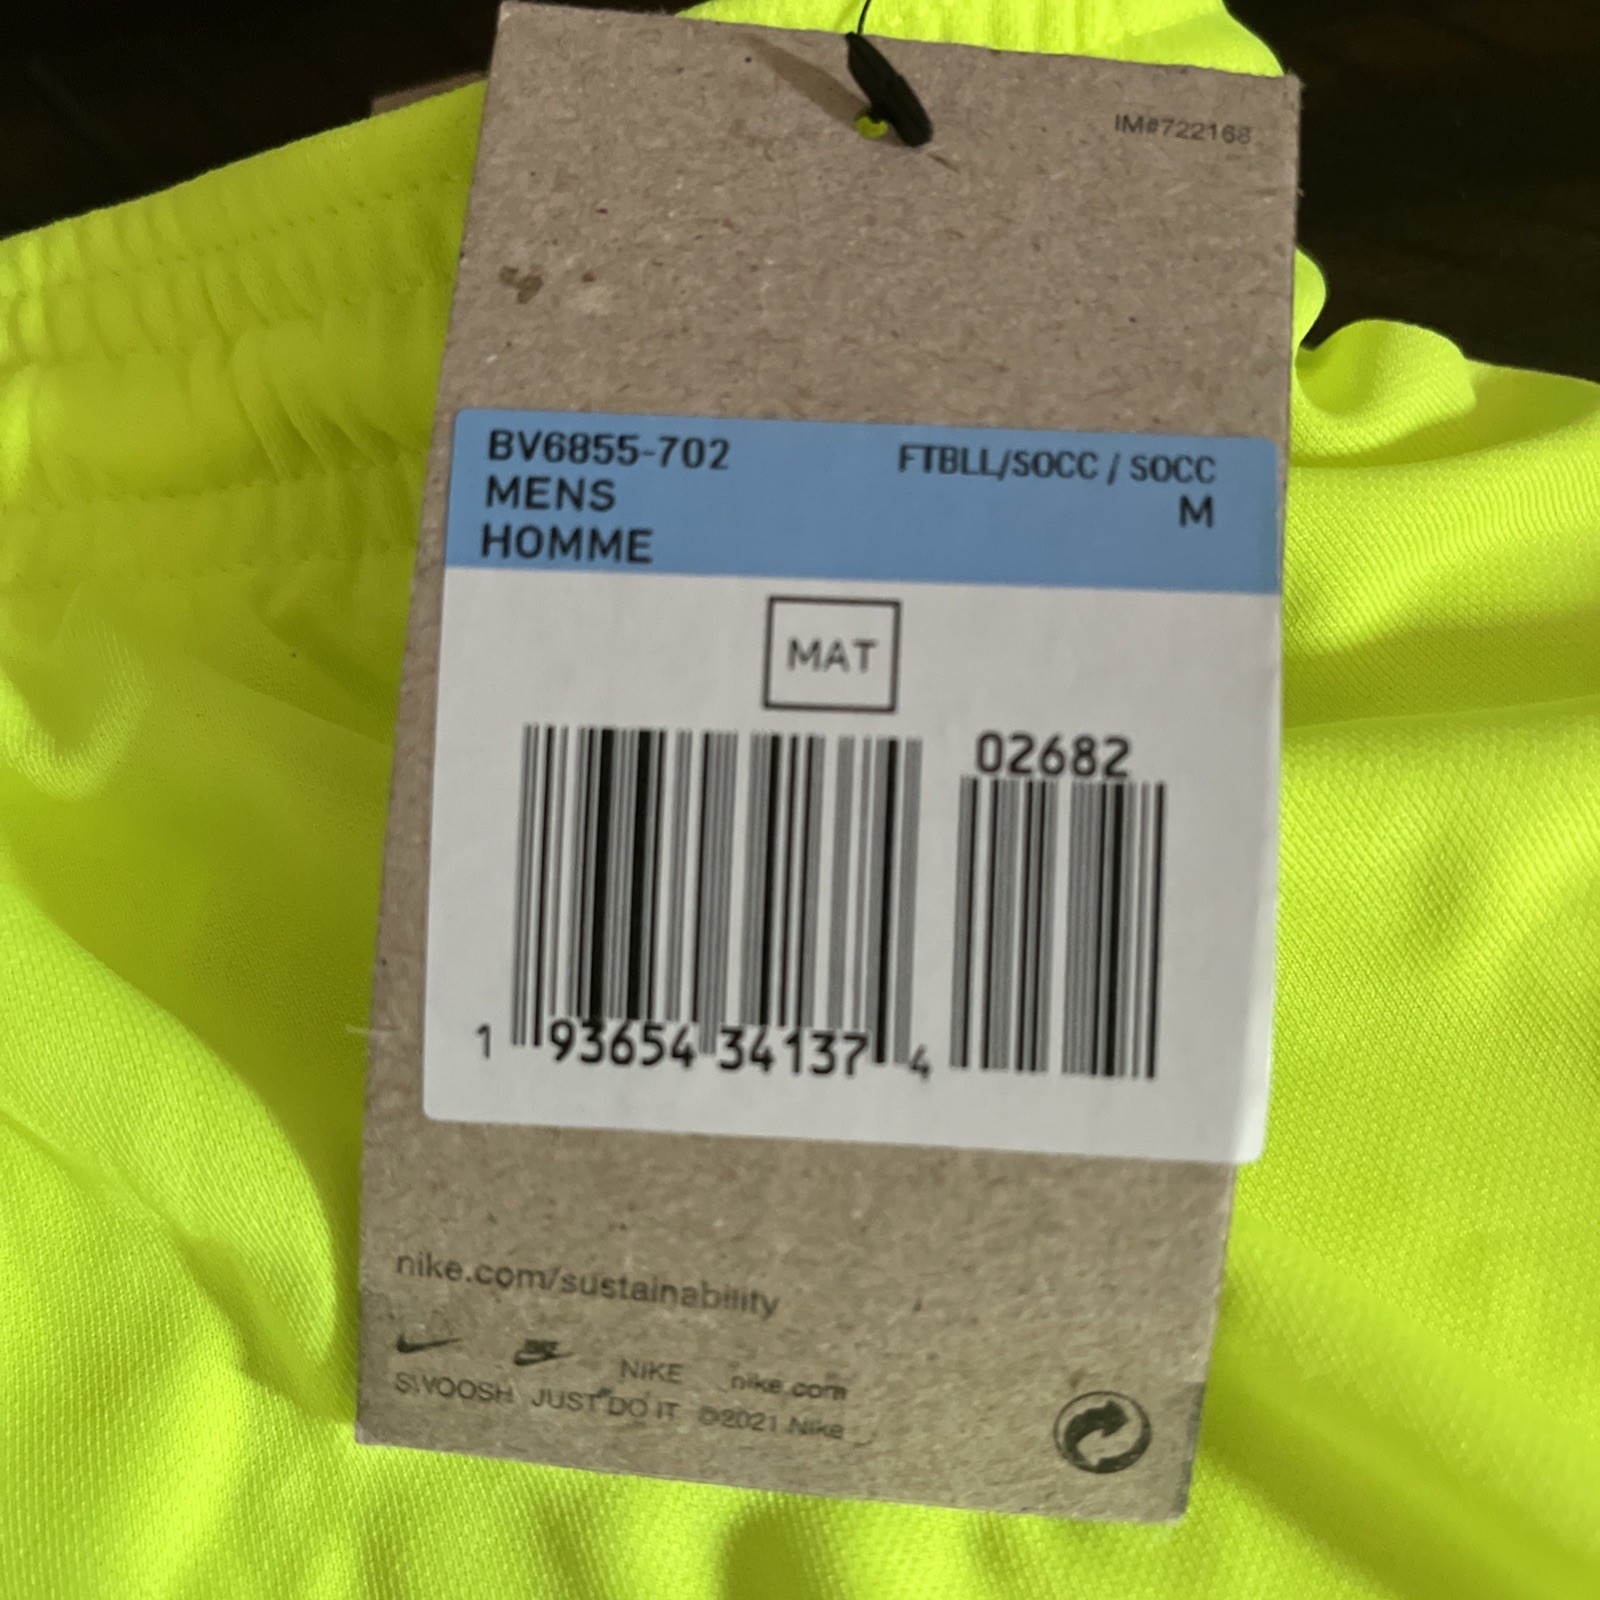 IM#722168
BV6855-702 FTBLL/SOCC / SOCC
MENS M
HOMME
MAT
02682
1 93654 34137 4
nike.com/sustainability
NIKE nike.com
SWOOSH JUST DO IT ©2021 Nike